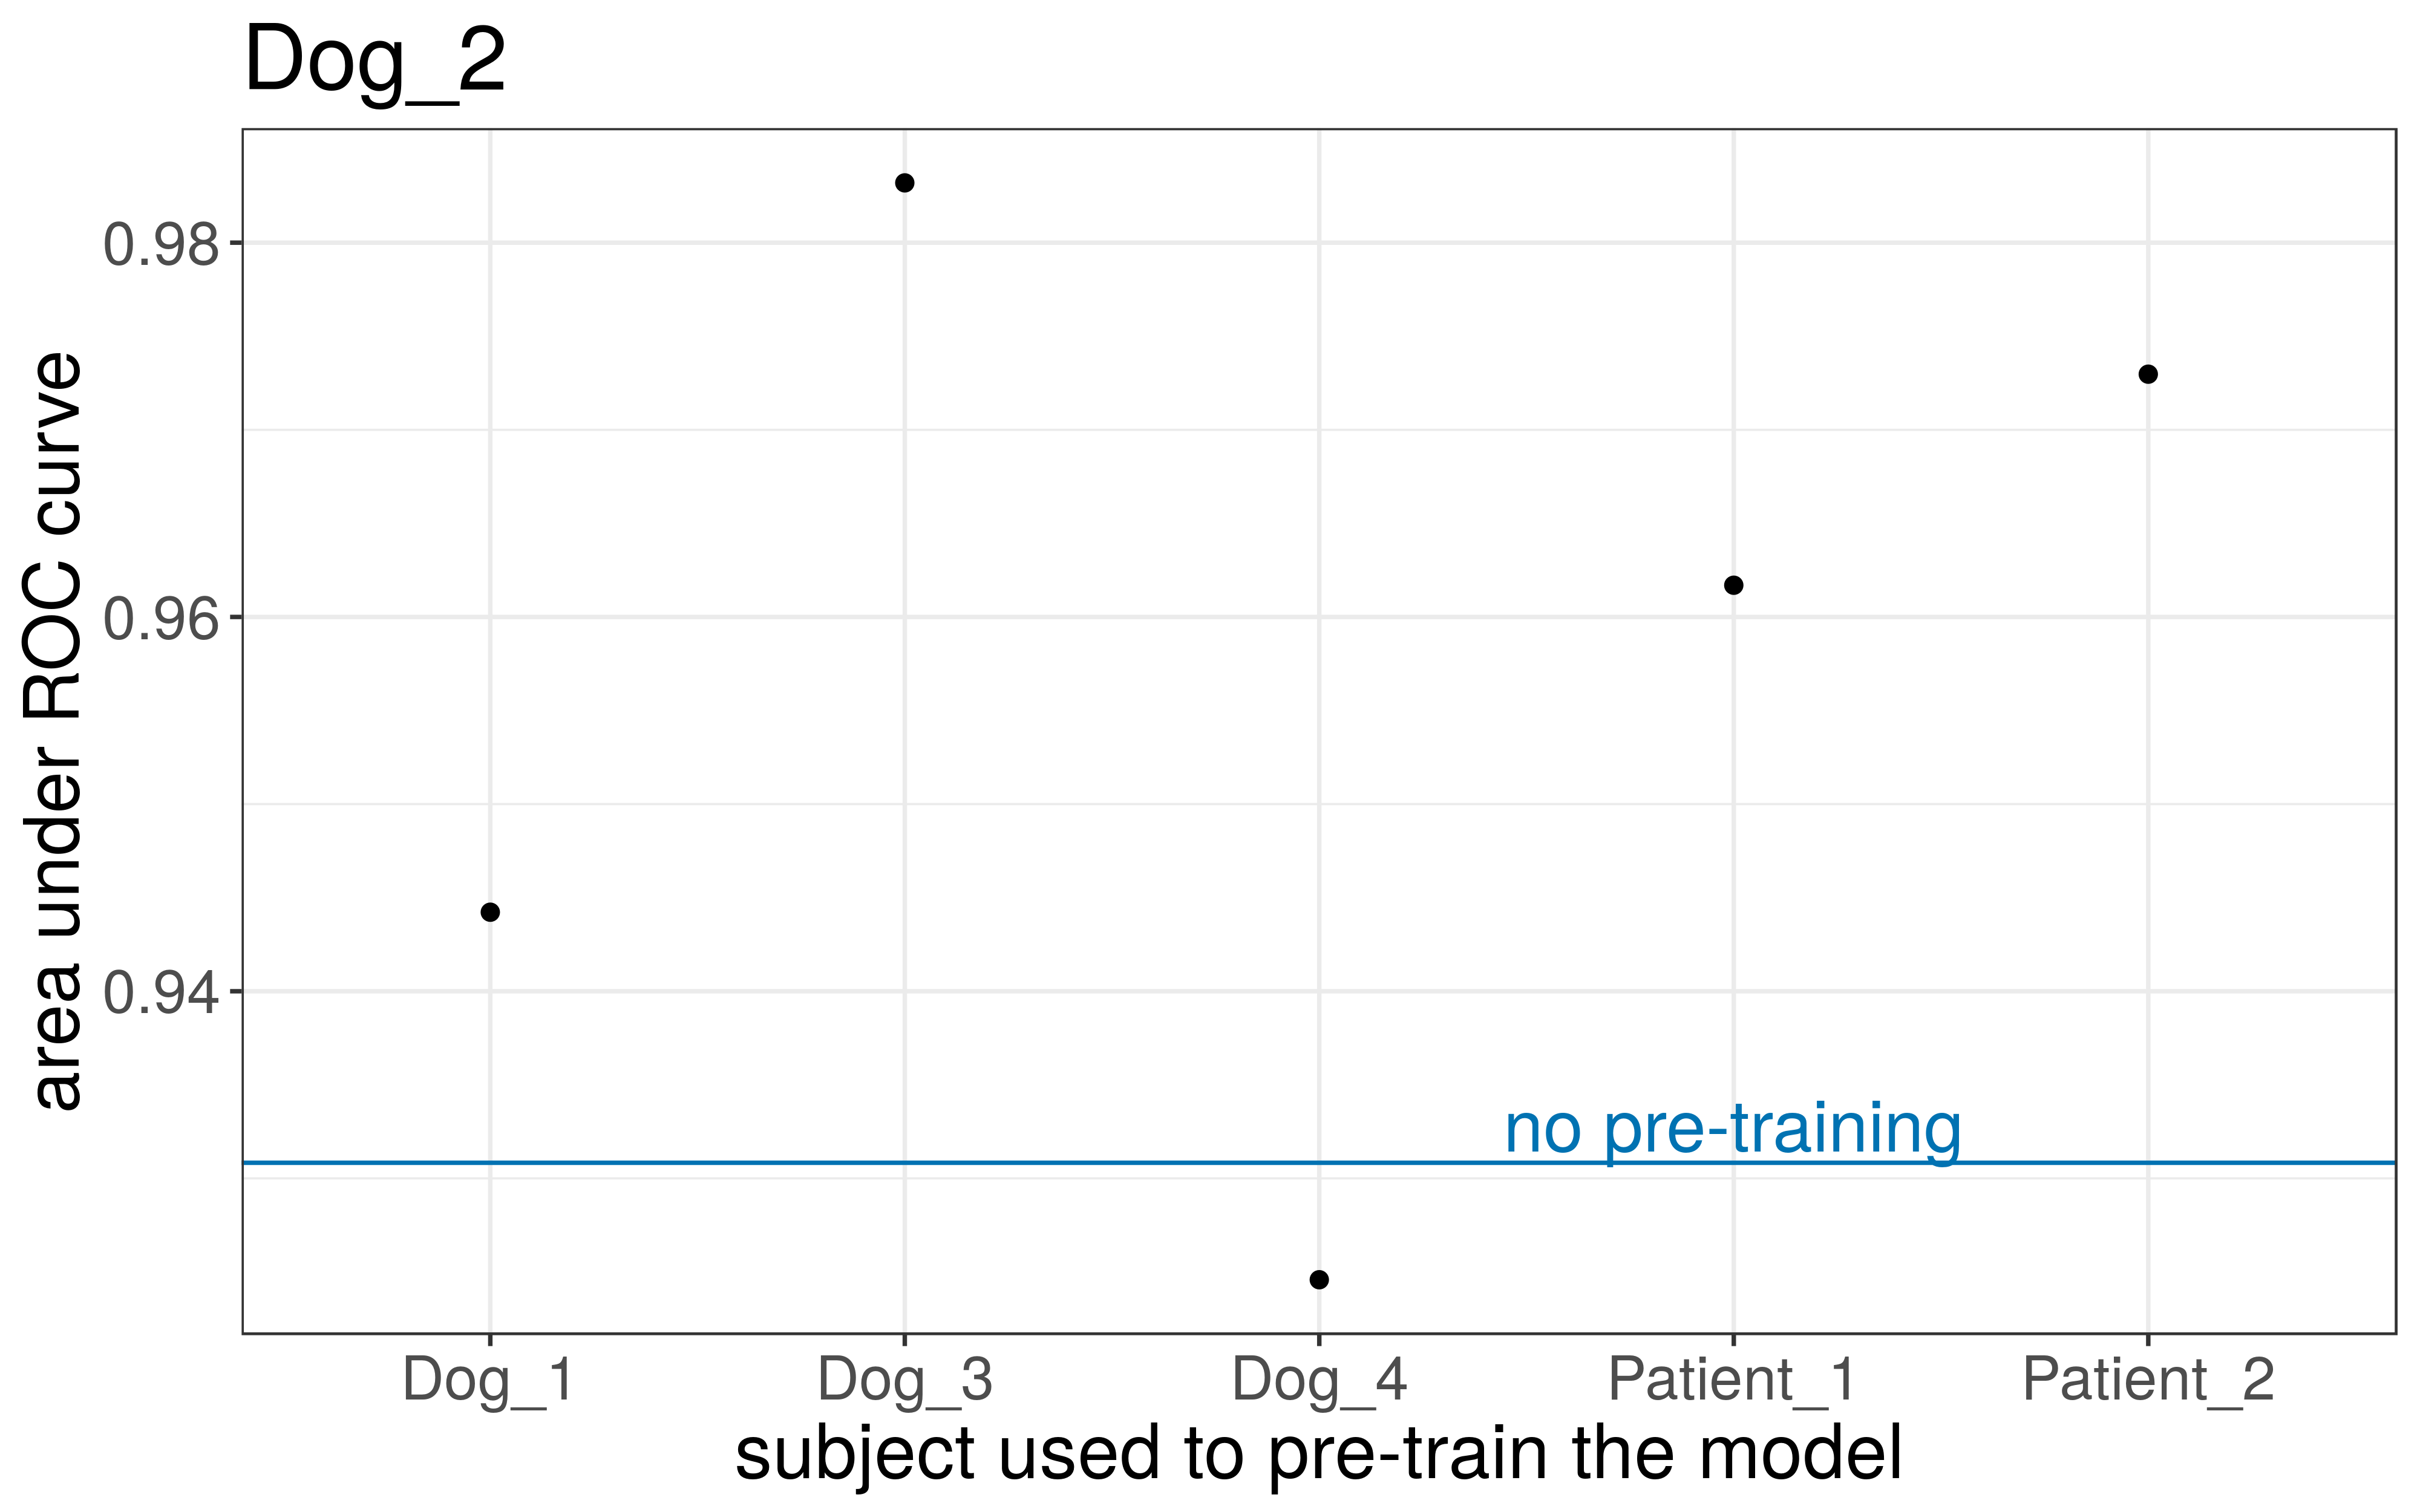 Dog_2
area under ROC curve
0.98
0.96
0.94
no pre-training
Dog_1 Dog_3 Dog_4 Patient_1 Patient_2
subject used to pre-train the model